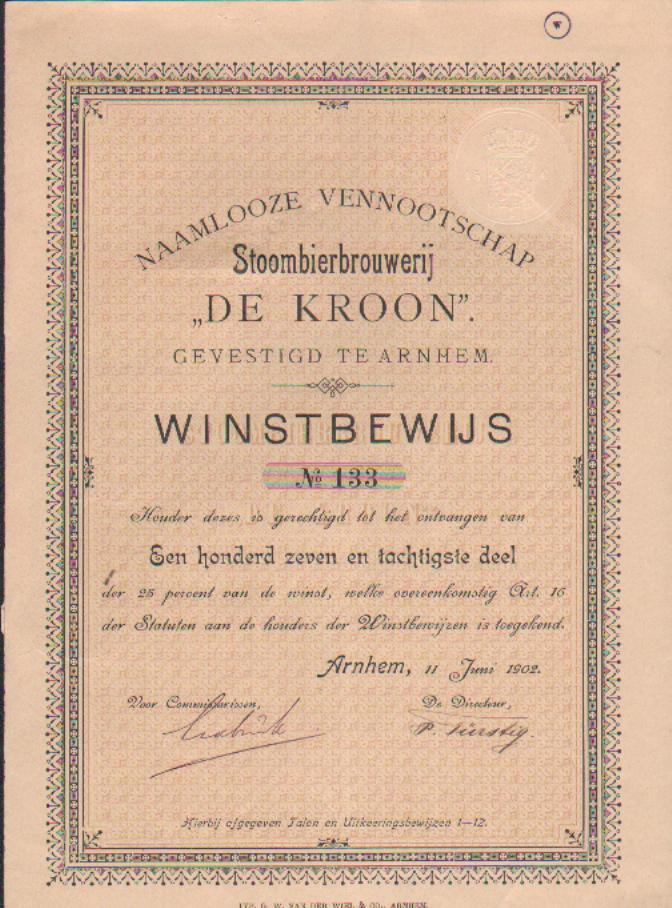 NAAMLOOZE VENNOOTSCHAP
Stoombierbrouwerij
„DE KROON”.
GEVESTIGD TE ARNHEM.
WINSTBEWIJS
№ 133
Houder dezes is gerechtigd tot het ontvangen van
Een honderd zeven en tachtigste deel
der 25 percent van de winst, welke overeenkomstig Art. 16
der Statuten aan de houders der Winstbewijzen is toegekend.
Arnhem, 11 Juni 1902.
Voor Commissarissen,
De Directeur,
Hierbij afgegeven Talon en Uitkeeringsbewijzen 1—12.